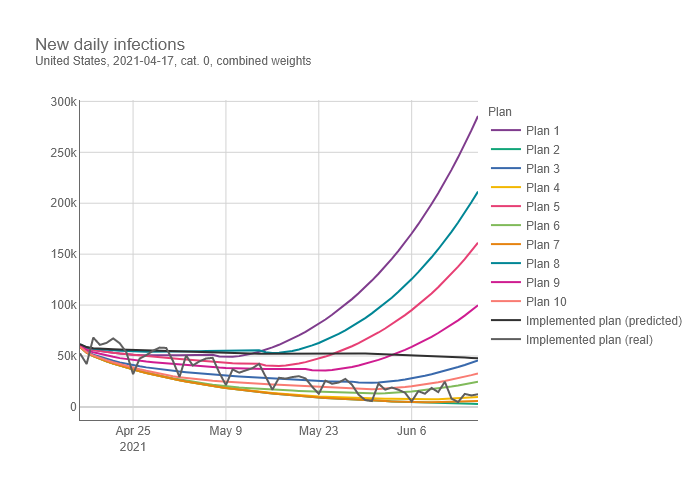 New daily infections
United States, 2021-04-17, cat. 0, combined weights
300k
250k
200k
150k
100k
50k
0
Apr 25
2021
May 9
May 23
Jun 6
Plan
Plan 1
Plan 2
Plan 3
Plan 4
Plan 5
Plan 6
Plan 7
Plan 8
Plan 9
Plan 10
Implemented plan (predicted)
Implemented plan (real)